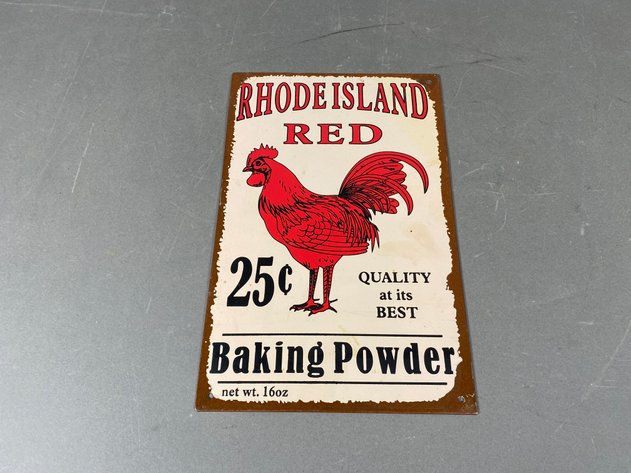 RHODE ISLAND
RED
25¢
QUALITY
at its
BEST
Baking Powder
net wt. 16oz